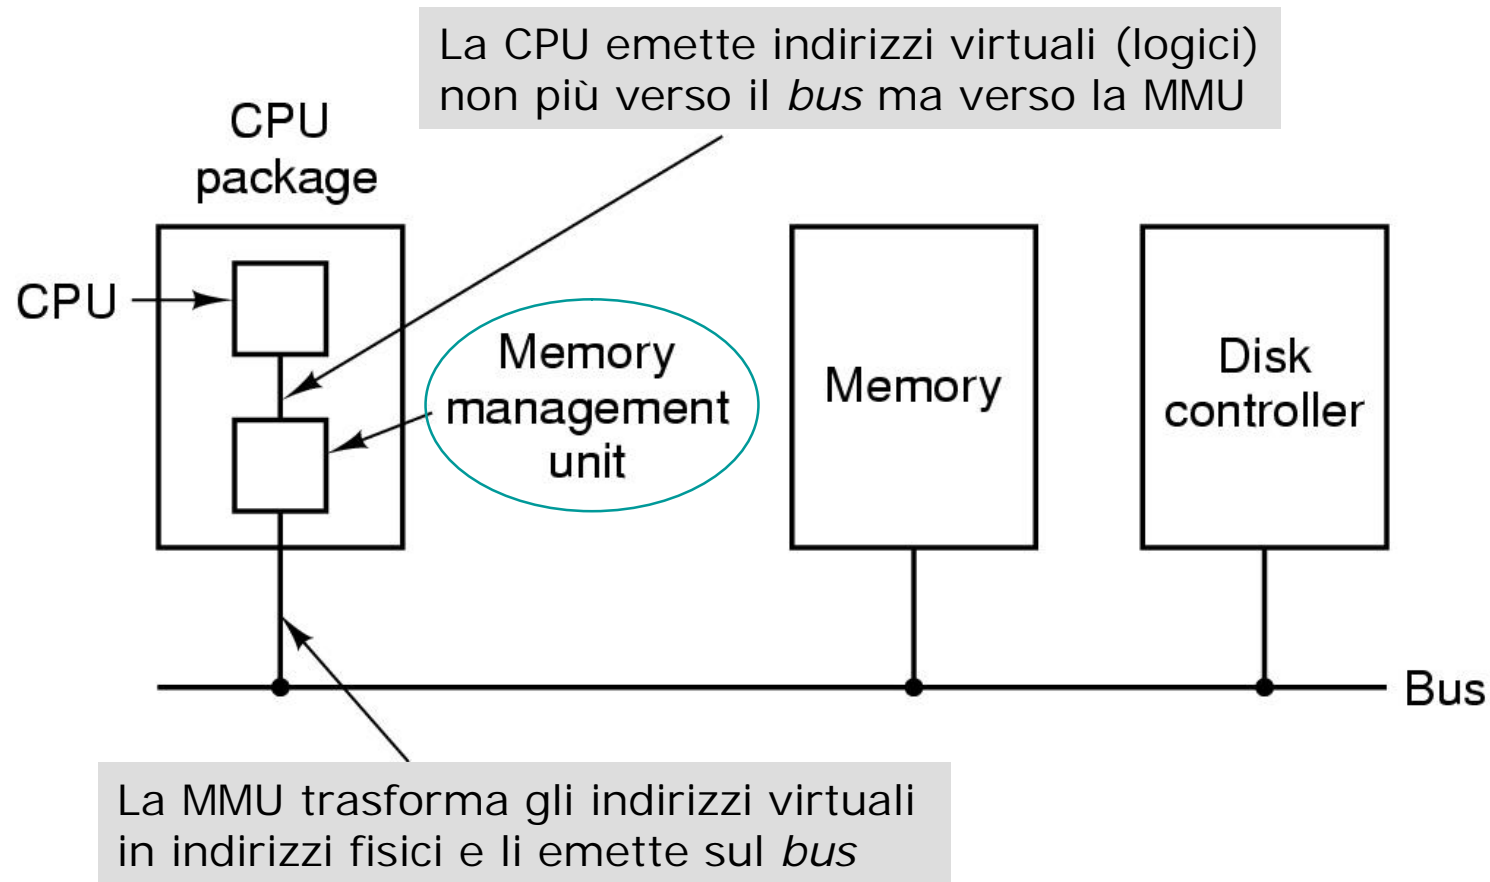 La CPU emette indirizzi virtuali (logici)
non più verso il bus ma verso la MMU
CPU
package
CPU
Memory
management
unit
Memory
Disk
controller
Bus
La MMU trasforma gli indirizzi virtuali
in indirizzi fisici e li emette sul bus